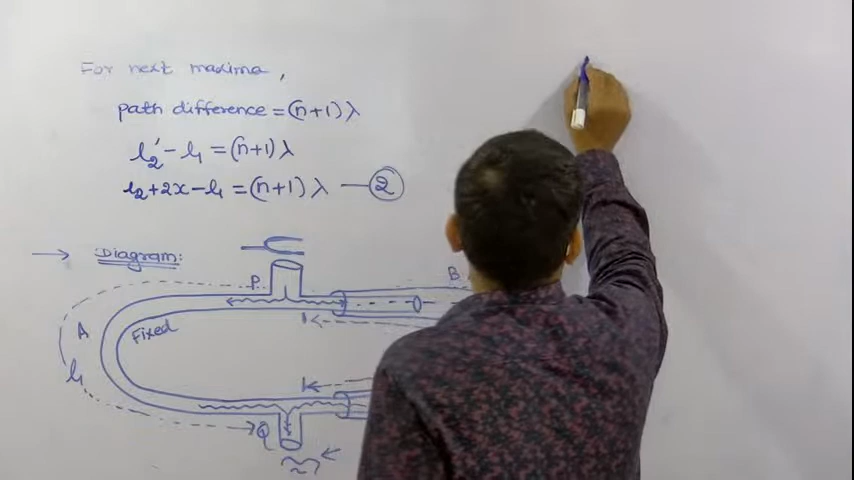 For next maxima,
path difference = (n+1) λ
l₂' - l₁ = (n+1) λ
l₂ + 2x - l₁ = (n+1) λ — ②
→ Diagram:
P
B
A
Fixed
l₁
Q